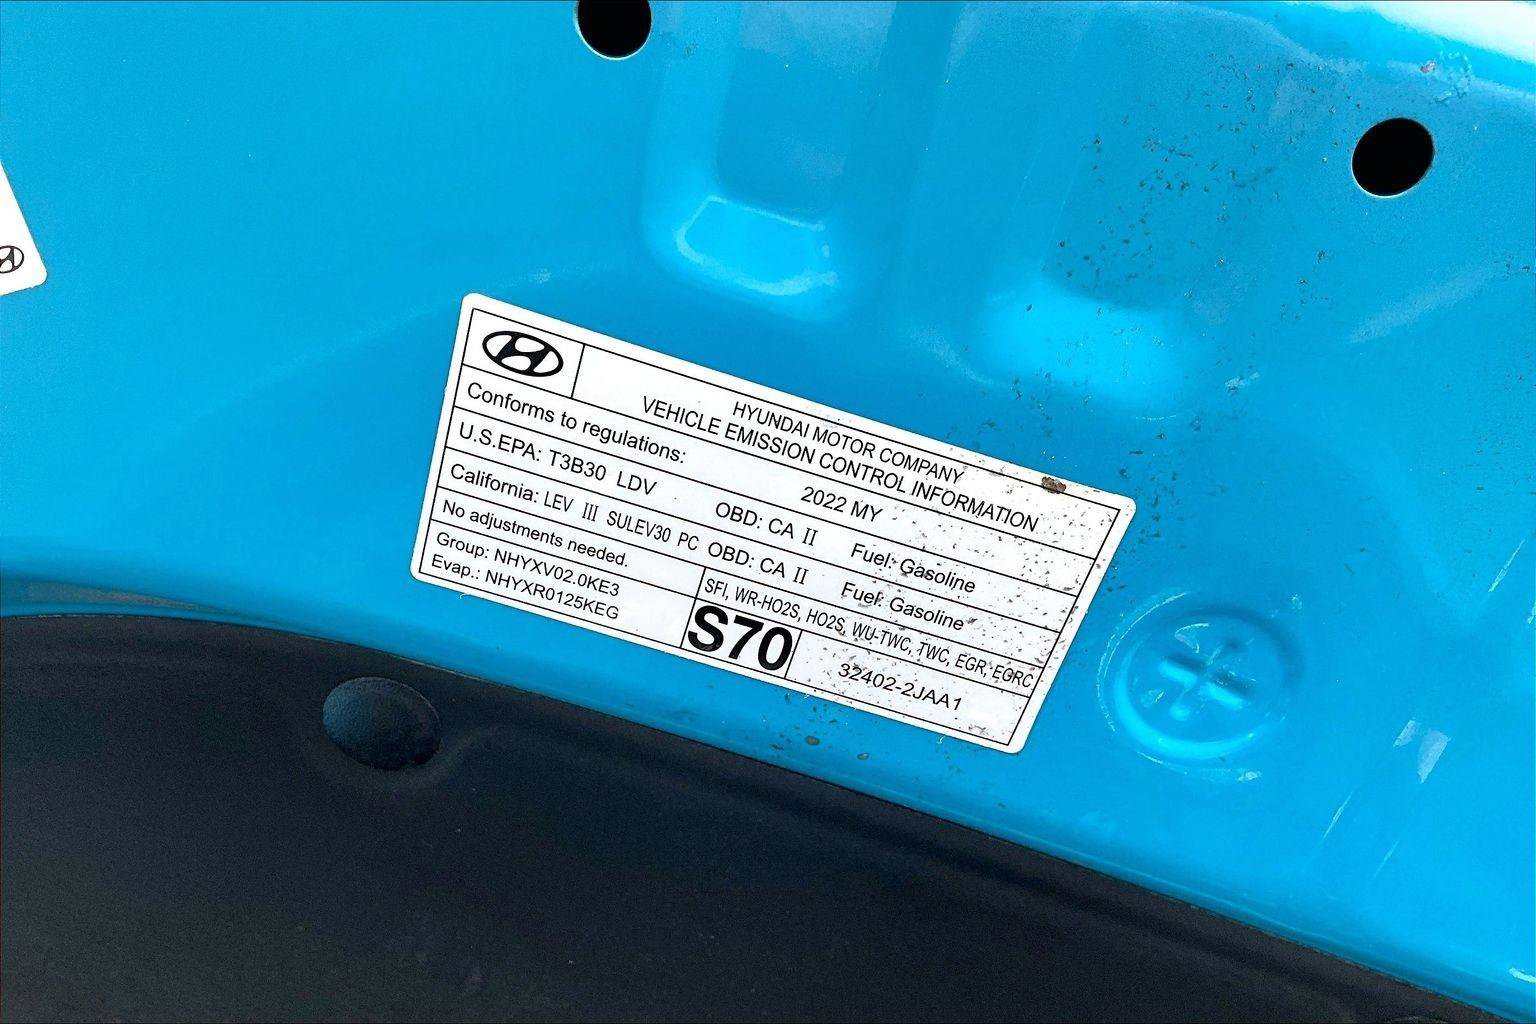 HYUNDAI MOTOR COMPANY
VEHICLE EMISSION CONTROL INFORMATION
Conforms to regulations: 2022 MY
U.S.EPA: T3B30 LDV OBD: CA II Fuel: Gasoline
California: LEV III SULEV30 PC OBD: CA II Fuel: Gasoline
No adjustments needed. SFI, WR-HO2S, HO2S, WU-TWC, TWC, EGR, EGRC
Group: NHYXV02.0KE3
Evap.: NHYXR0125KEG
S70
32402-2JAA1